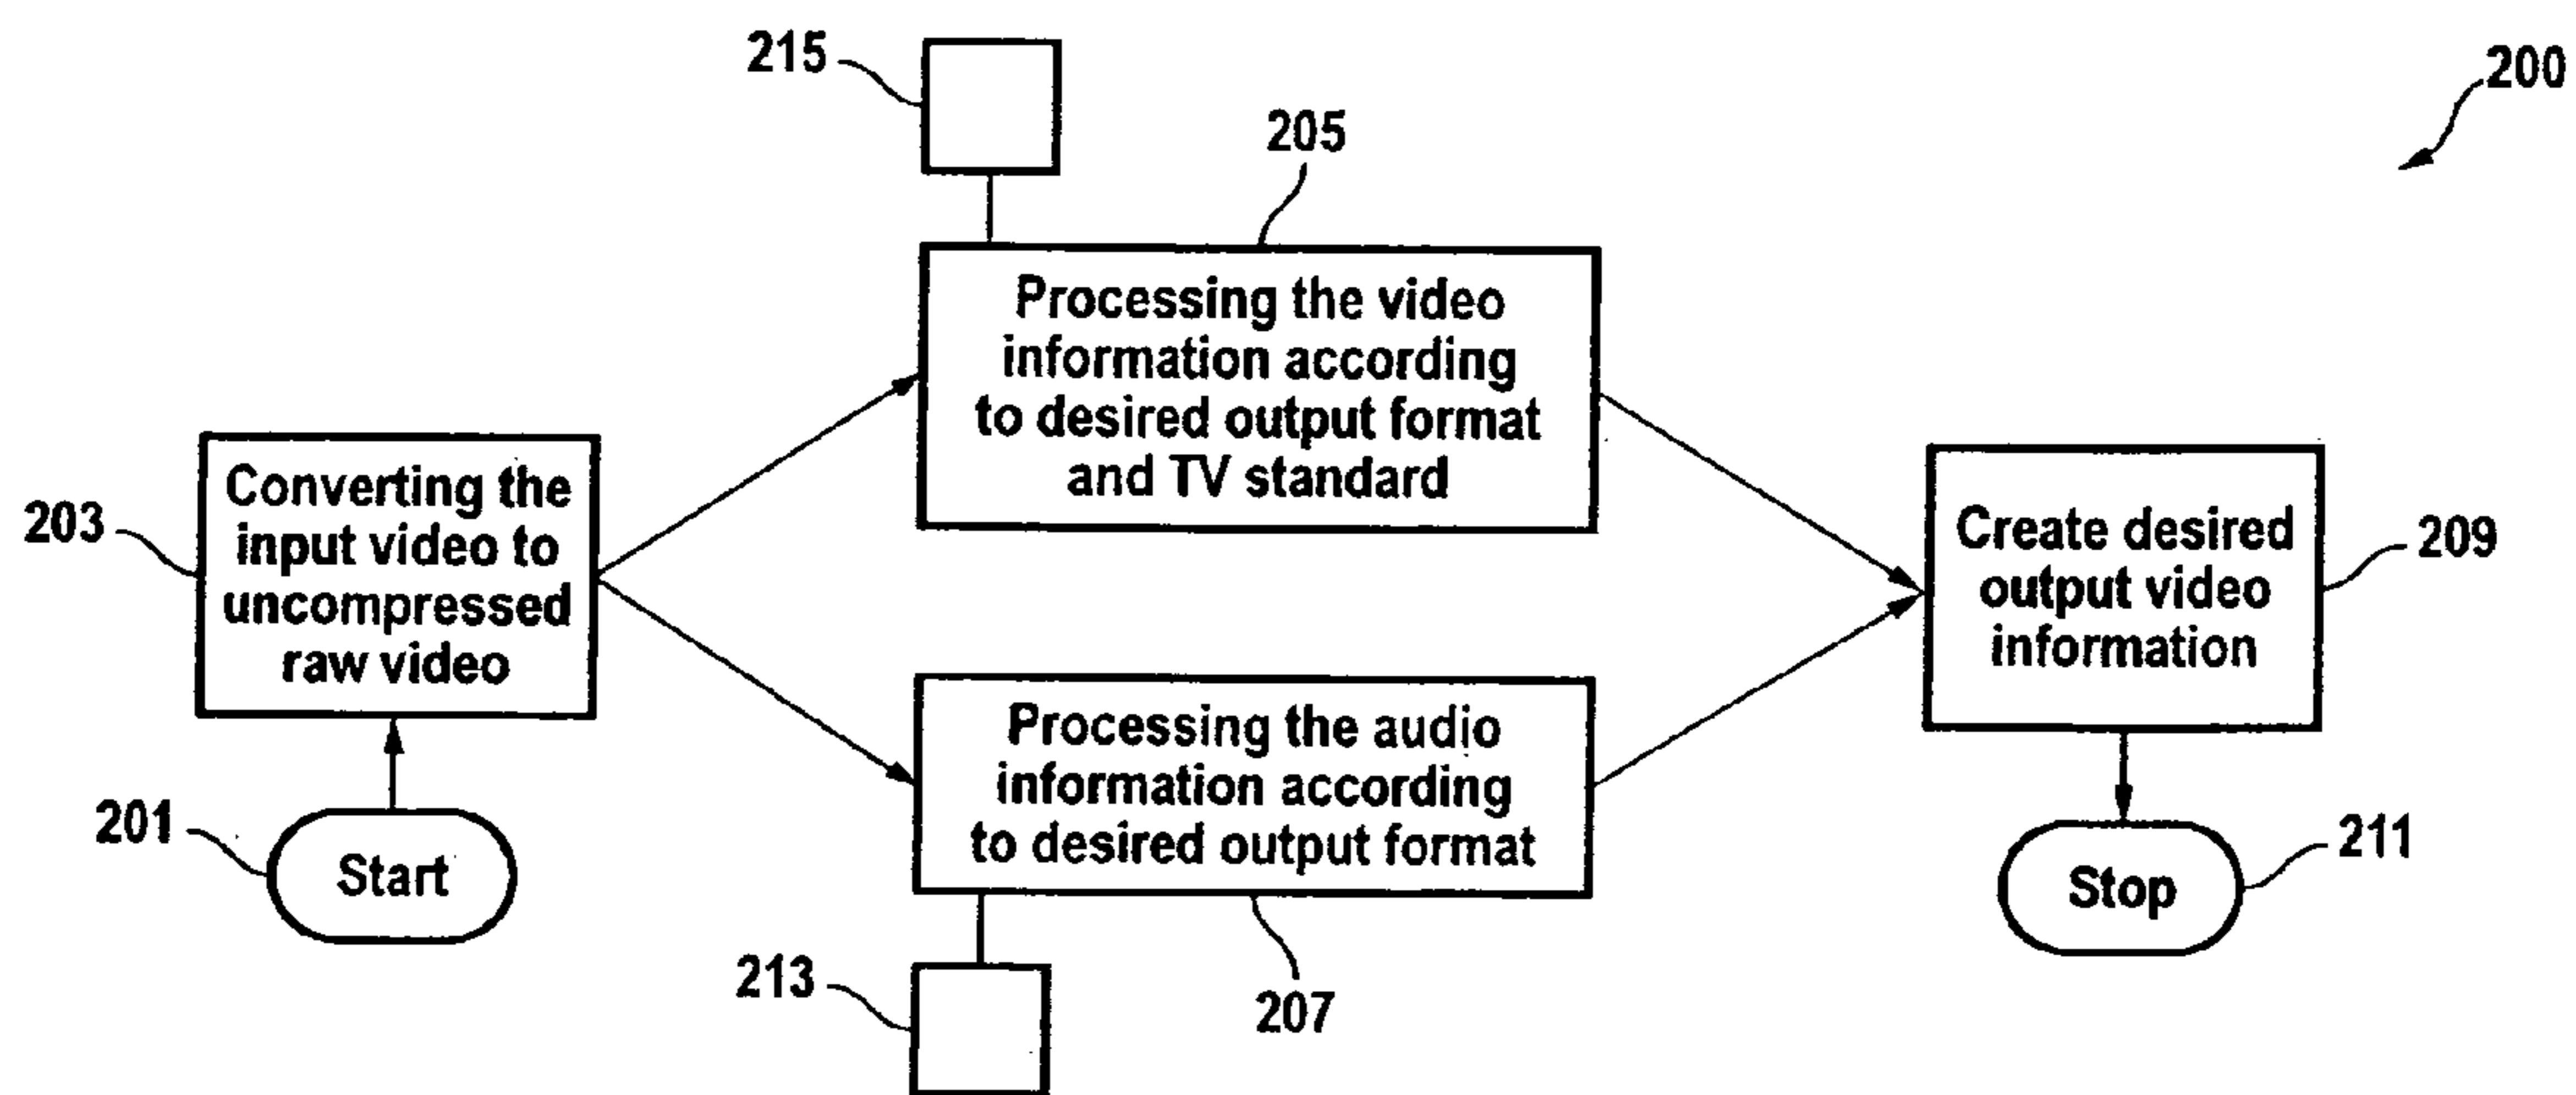 215
200
205
Processing the video
information according
to desired output format
and TV standard
203
Converting the
input video to
uncompressed
raw video
Create desired
output video
information
209
Processing the audio
information according
to desired output format
201
Start
211
Stop
213
207